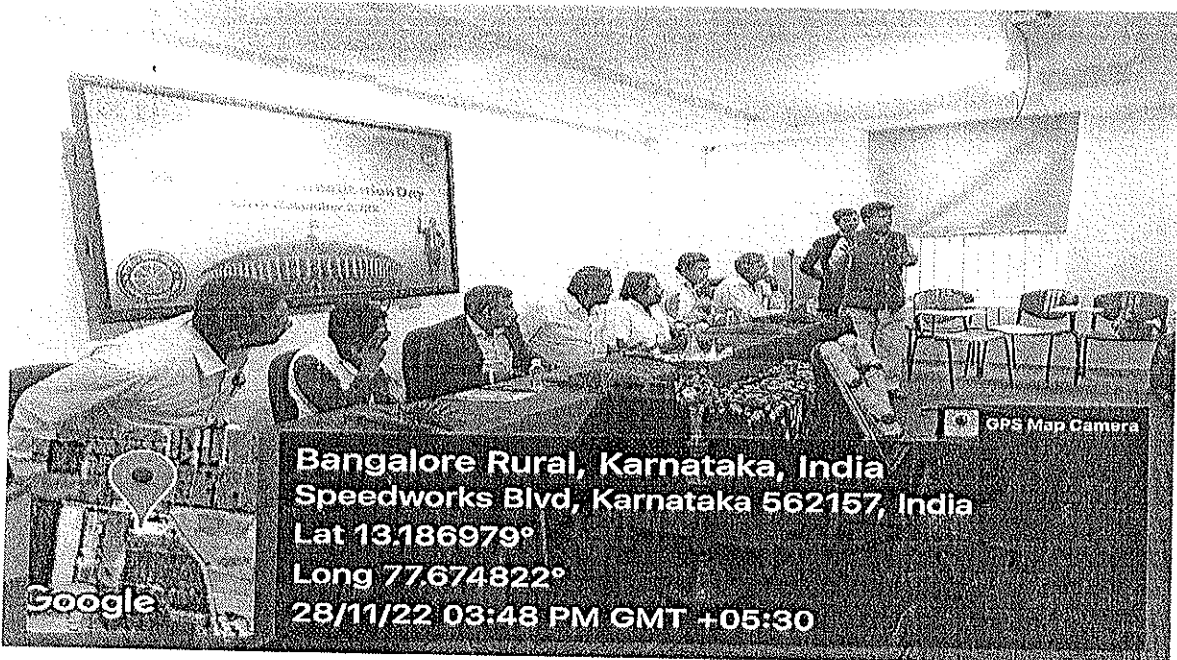 GPS Map Camera
Bangalore Rural, Karnataka, India
Speedworks Blvd, Karnataka 562157, India
Lat 13.186979°
Long 77.674822°
28/11/22 03:48 PM GMT +05:30
Google